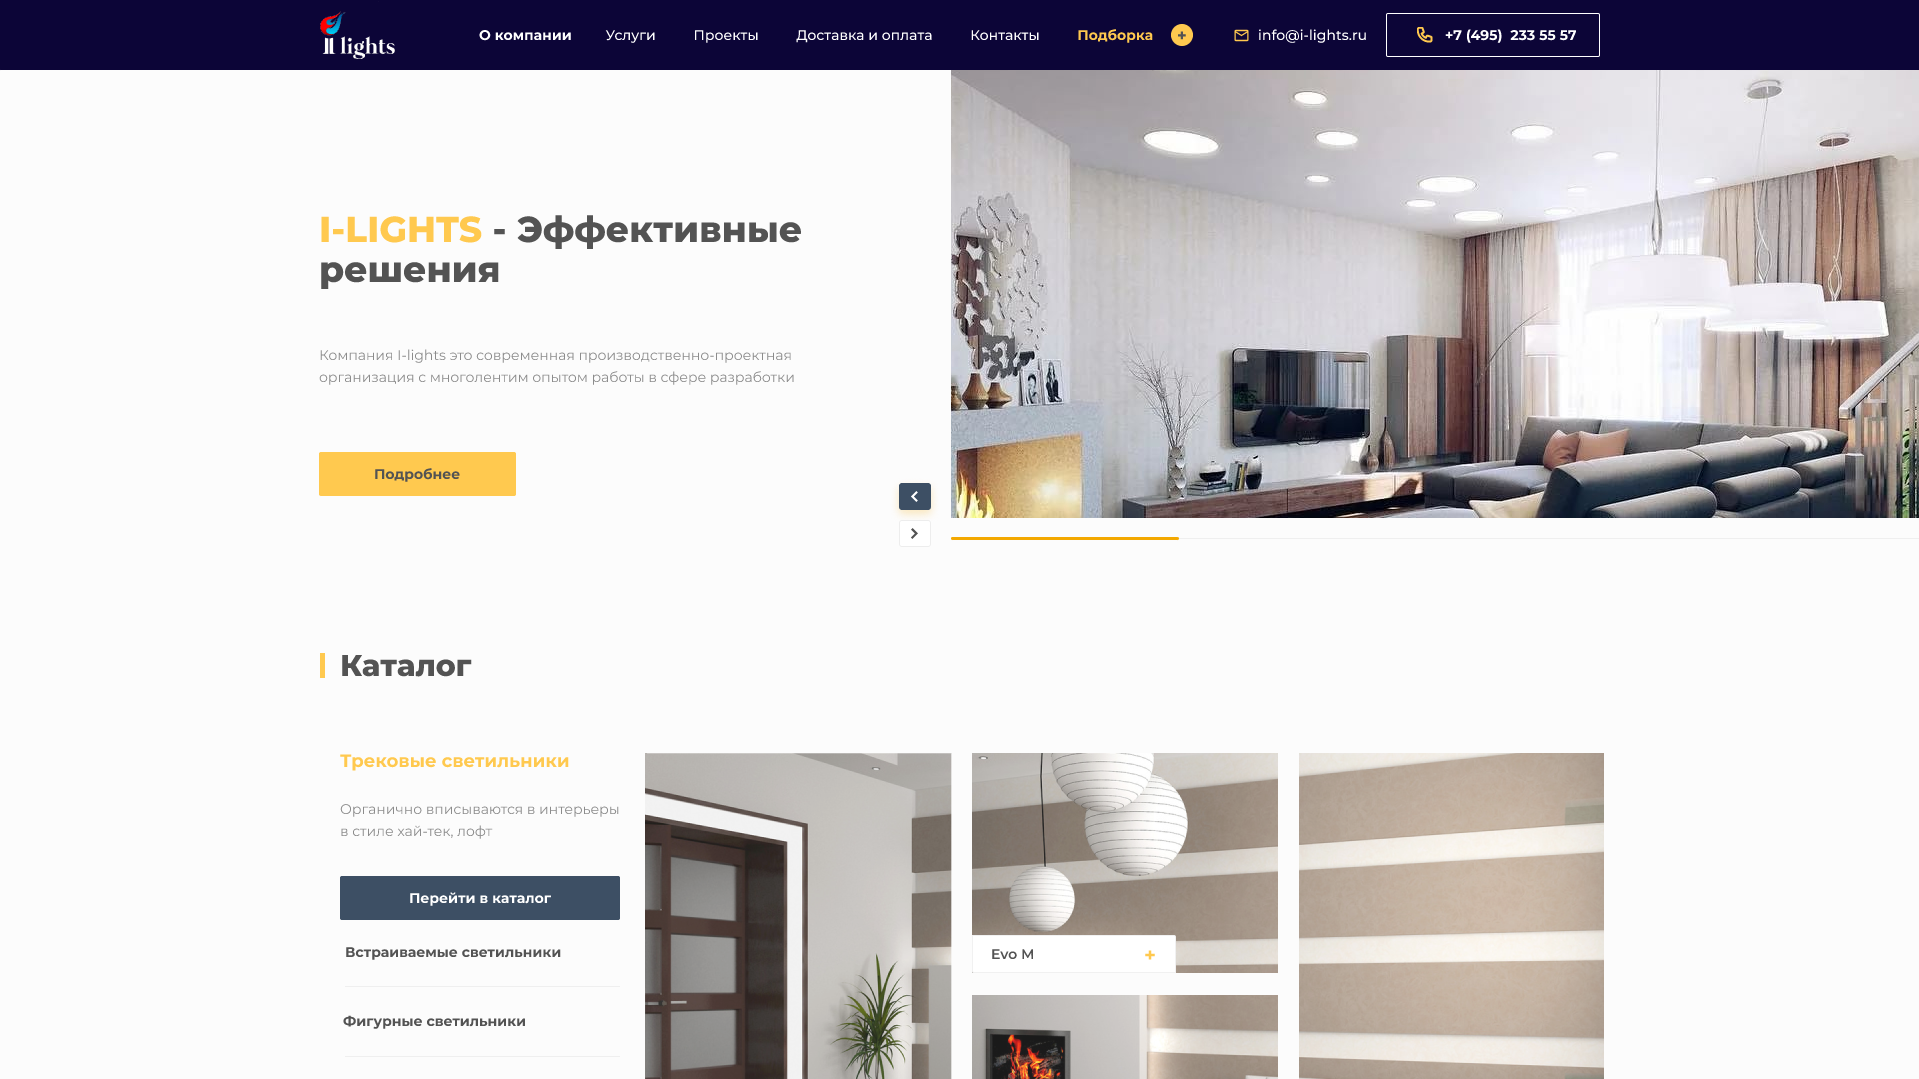 lights
О компании
Услуги
Проекты
Доставка и оплата
Контакты
Подборка
info@i-lights.ru
+7 (495) 233 55 57
I-LIGHTS - Эффективные
решения
Компания I-lights это современная производственно-проектная
организация с многолентим опытом работы в сфере разработки
Подробнее
Каталог
Трековые светильники
Органично вписываются в интерьеры
в стиле хай-тек, лофт
Перейти в каталог
Встраиваемые светильники
Фигурные светильники
Evo M